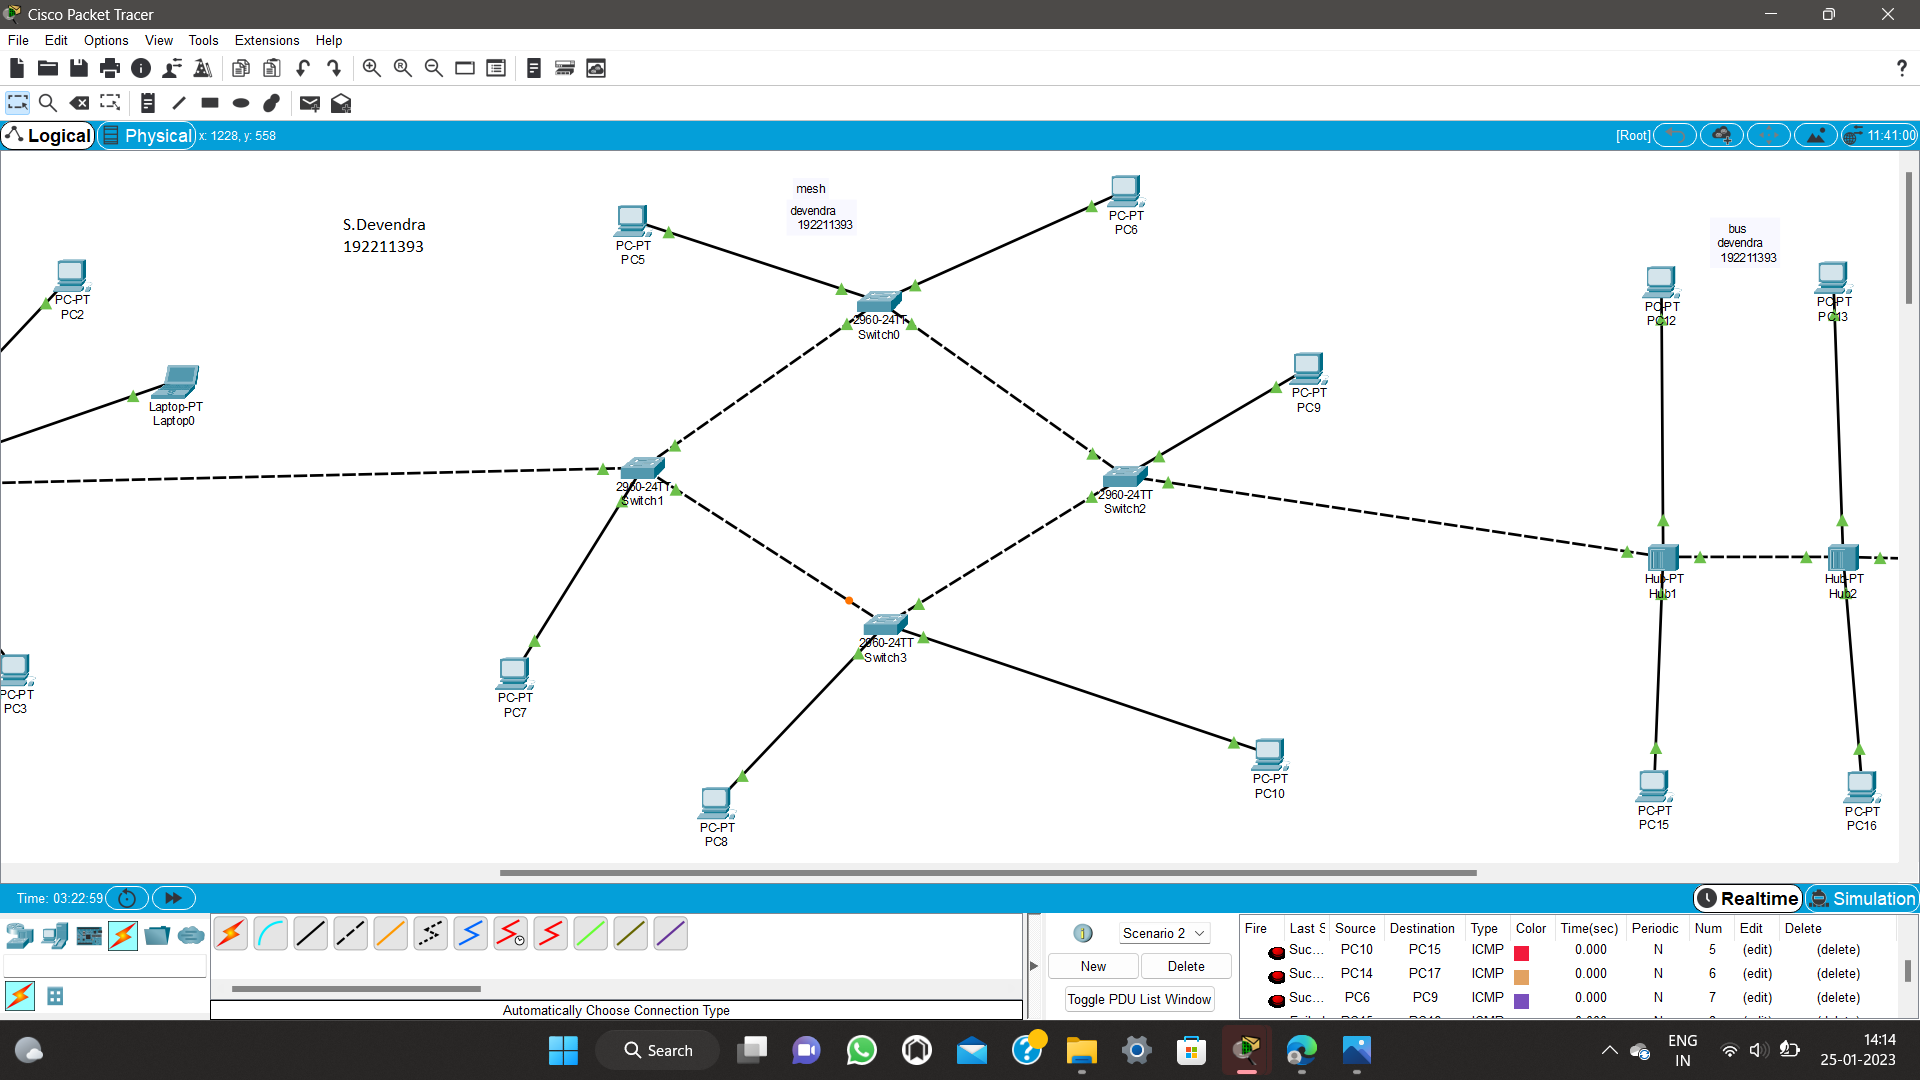 Cisco Packet Tracer
File Edit Options View Tools Extensions Help
Logical Physical x: 1228, y: 558 [Root] 11:41:00
mesh
devendra
192211393
S.Devendra
192211393
bus
devendra
192211393
PC-PT
PC2
Laptop-PT
Laptop0
PC-PT
PC3
PC-PT
PC5
PC-PT
PC6
2960-24TT
Switch0
PC-PT
PC9
2960-24TT
Switch1
2960-24TT
Switch2
2960-24TT
Switch3
PC-PT
PC7
PC-PT
PC8
PC-PT
PC10
PC-PT
PC12
PC-PT
PC13
Hub-PT
Hub1
Hub-PT
Hub2
PC-PT
PC15
PC-PT
PC16
Time: 03:22:59 Realtime Simulation
Scenario 2
New Delete
Toggle PDU List Window
Automatically Choose Connection Type
Fire Last S Source Destination Type Color Time(sec) Periodic Num Edit Delete
Suc... PC10 PC15 ICMP 0.000 N 5 (edit) (delete)
Suc... PC14 PC17 ICMP 0.000 N 6 (edit) (delete)
Suc... PC6 PC9 ICMP 0.000 N 7 (edit) (delete)
Search
ENG
IN
14:14
25-01-2023